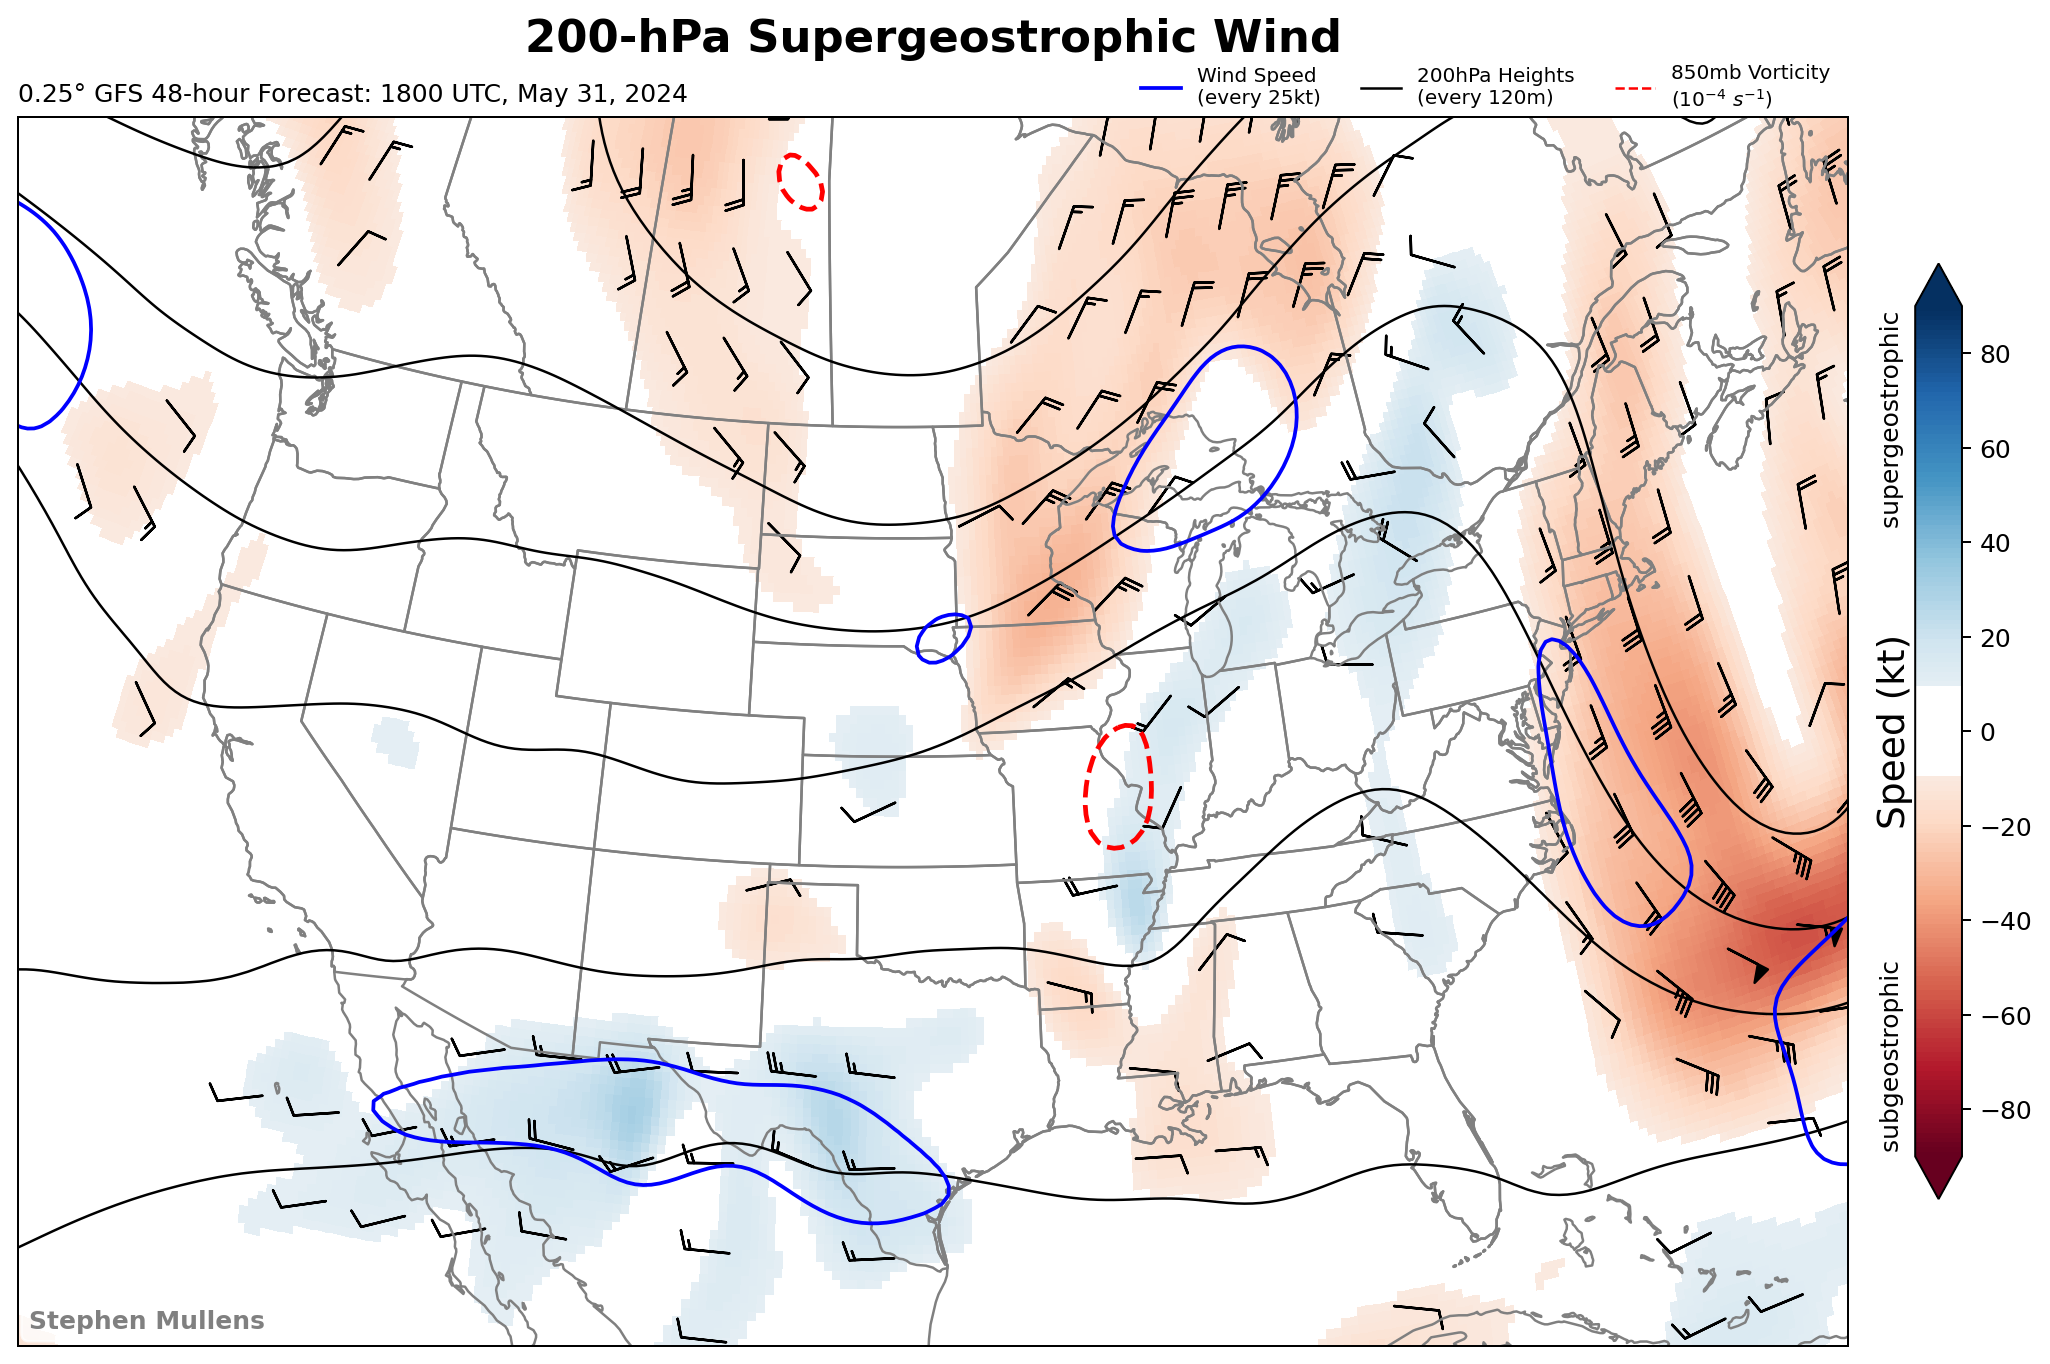 200-hPa Supergeostrophic Wind
0.25° GFS 48-hour Forecast: 1800 UTC, May 31, 2024
Wind Speed
(every 25kt)
200hPa Heights
(every 120m)
850mb Vorticity
(10⁻⁴ s⁻¹)
supergeostrophic
Speed (kt)
subgeostrophic
80
60
40
20
0
−20
−40
−60
−80
Stephen Mullens